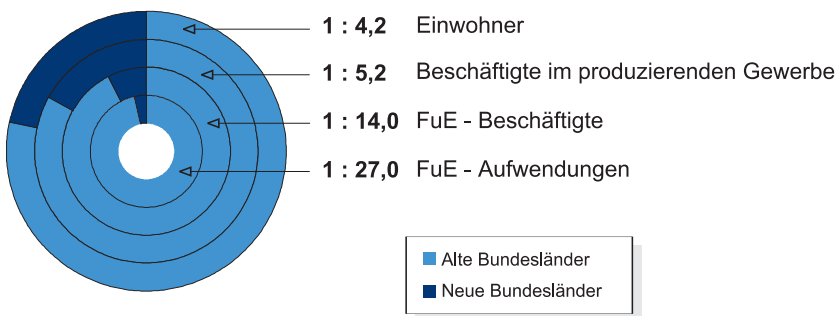 1 : 4,2 Einwohner
1 : 5,2 Beschäftigte im produzierenden Gewerbe
1 : 14,0 FuE - Beschäftigte
1 : 27,0 FuE - Aufwendungen
Alte Bundesländer
Neue Bundesländer